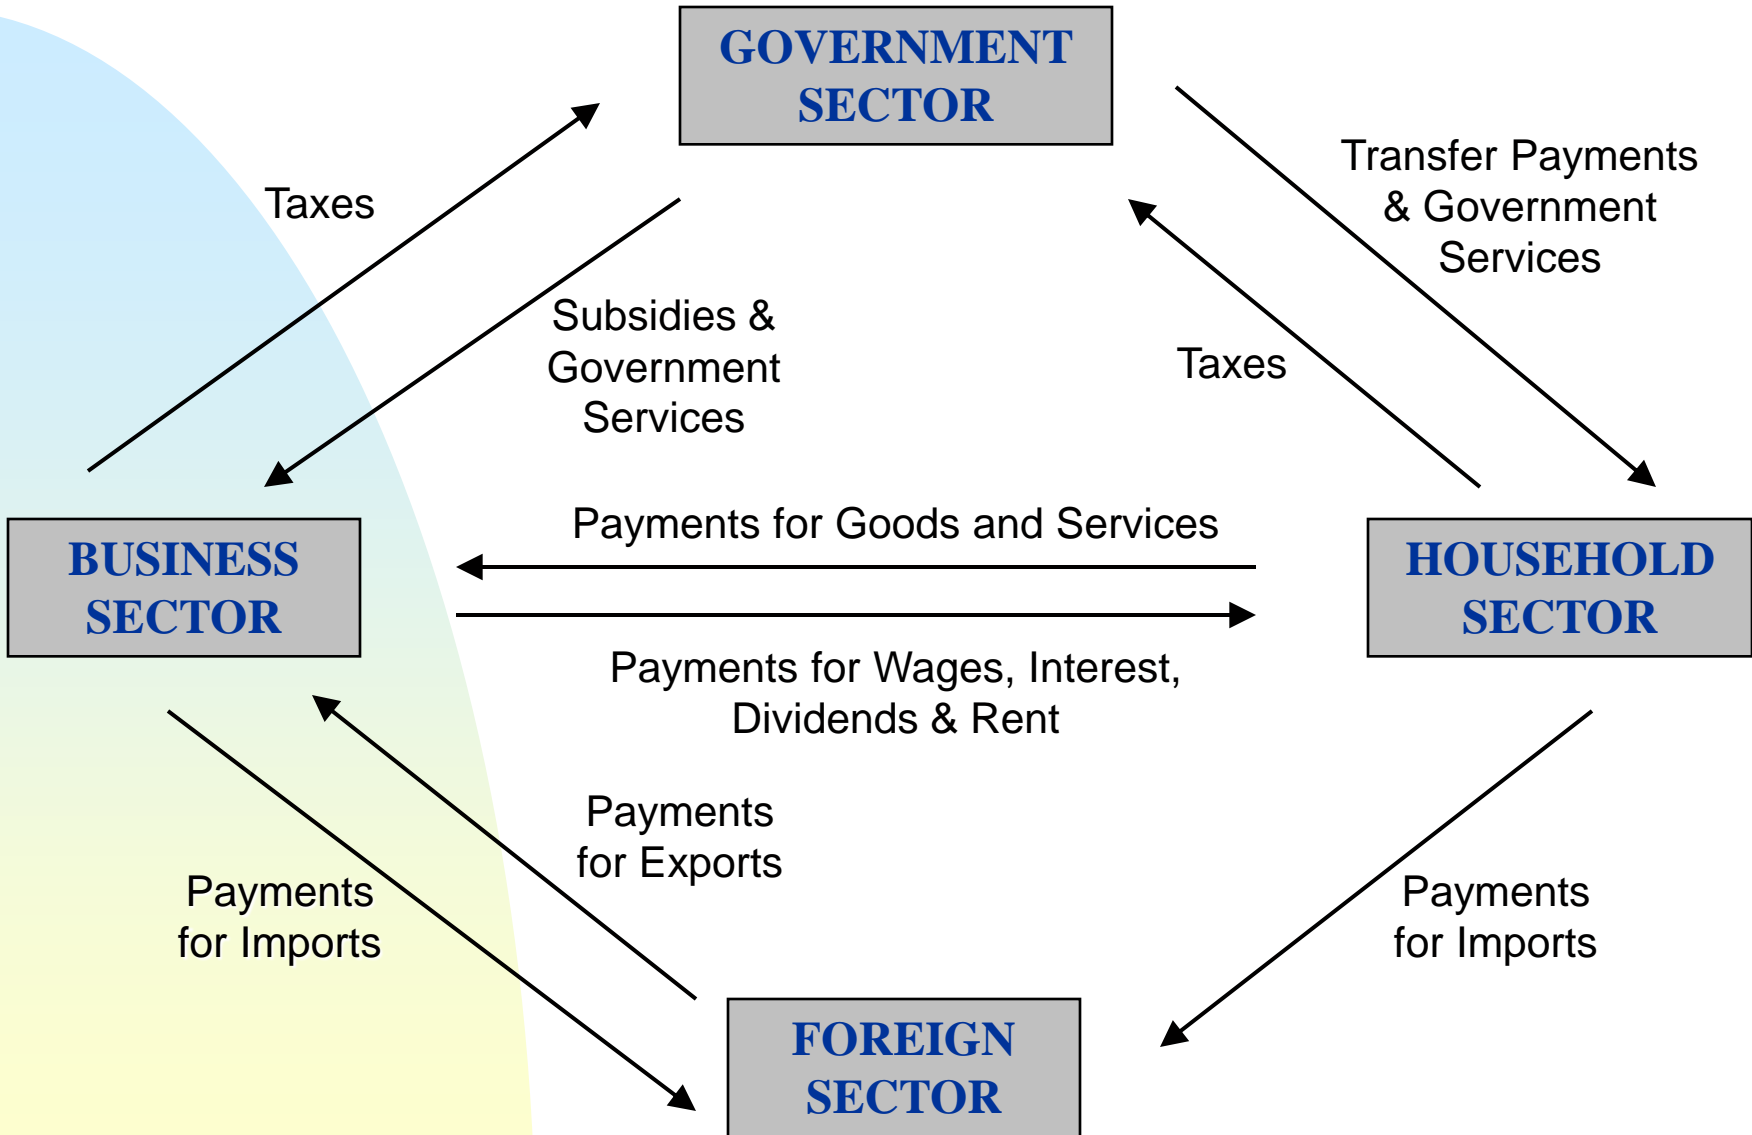 GOVERNMENT
SECTOR
Transfer Payments
& Government
Services
Taxes
Subsidies &
Government
Services
Taxes
Payments for Goods and Services
BUSINESS
SECTOR
HOUSEHOLD
SECTOR
Payments for Wages, Interest,
Dividends & Rent
Payments
for Exports
Payments
for Imports
Payments
for Imports
FOREIGN
SECTOR